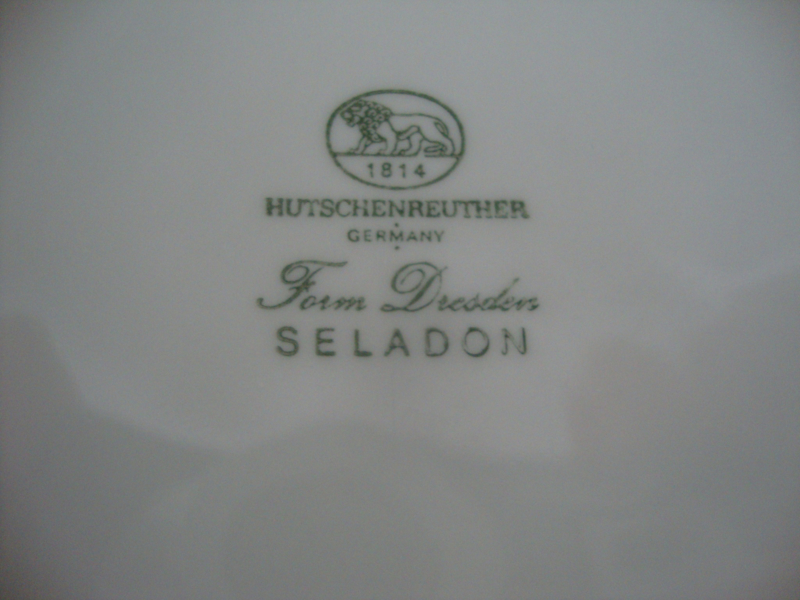 1814
HUTSCHENREUTHER
GERMANY
Form Dresden
SELADON